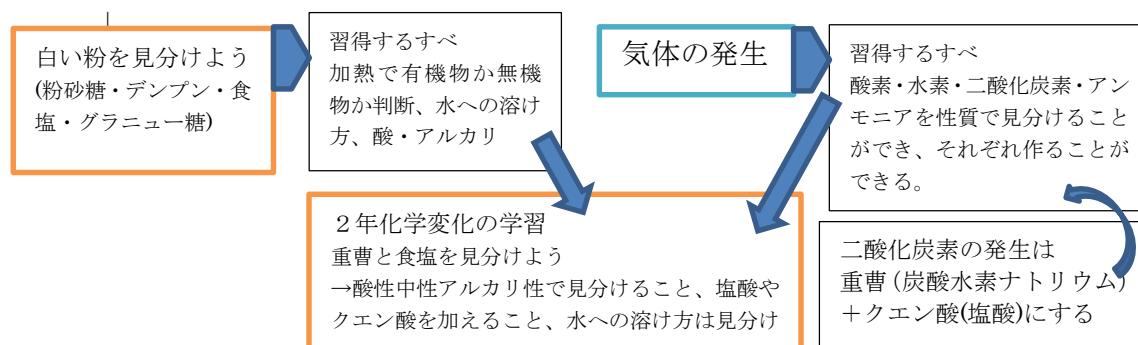 白い粉を見分けよう
(粉砂糖・デンプン・食
塩・グラニュー糖)
習得するすべ
加熱で有機物か無機
物か判断、水への溶け
方、酸・アルカリ
気体の発生
習得するすべ
酸素・水素・二酸化炭素・アン
モニアを性質で見分けること
ができ、それぞれ作ることが
できる。
２年化学変化の学習
重曹と食塩を見分けよう
→酸性中性アルカリ性で見分けること、塩酸や
クエン酸を加えること、水への溶け方は見分け
二酸化炭素の発生は
重曹(炭酸水素ナトリウム)
＋クエン酸(塩酸)にする